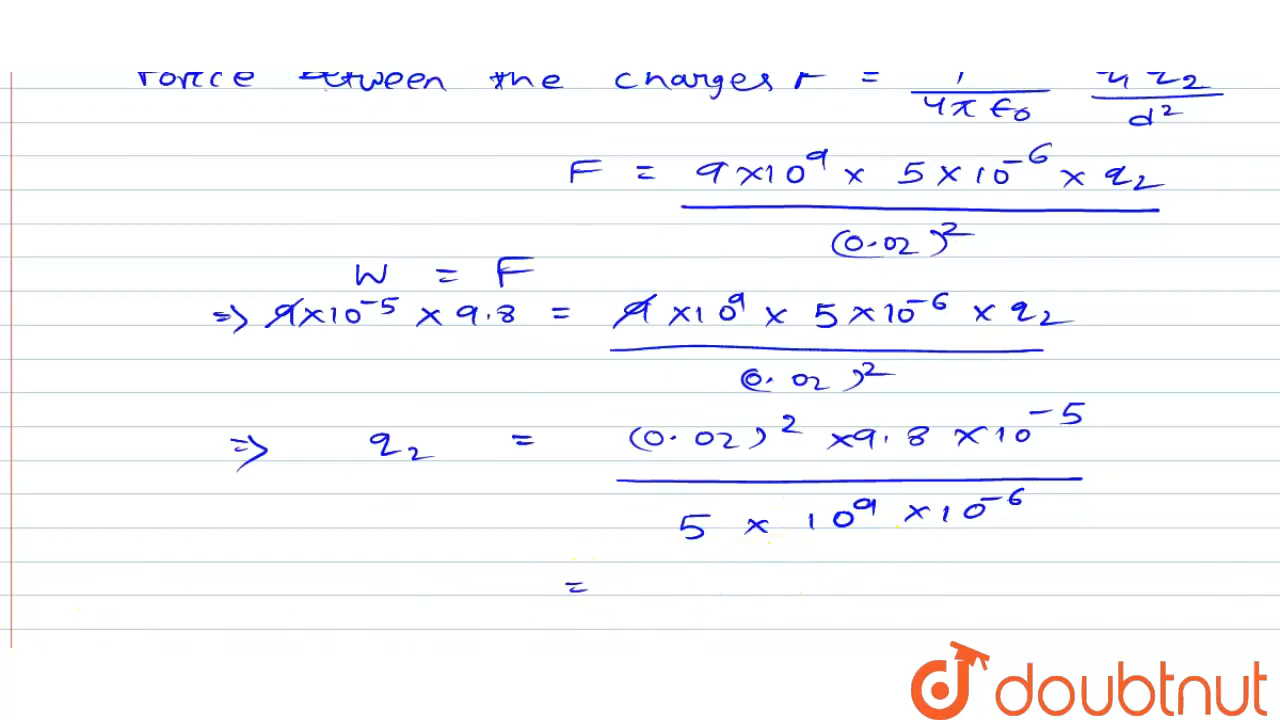 Force between the charges F = 1/4πε₀ q₁q₂/d²
F = 9×10⁹ × 5×10⁻⁶ × q₂ / (0.02)²
W = F
⇒ 9×10⁻⁵ × 9.8 = 9×10⁹ × 5×10⁻⁶ × q₂ / (0.02)²
⇒ q₂ = (0.02)² × 9.8 × 10⁻⁵ / 5 × 10⁹ × 10⁻⁶
=
doubtnut